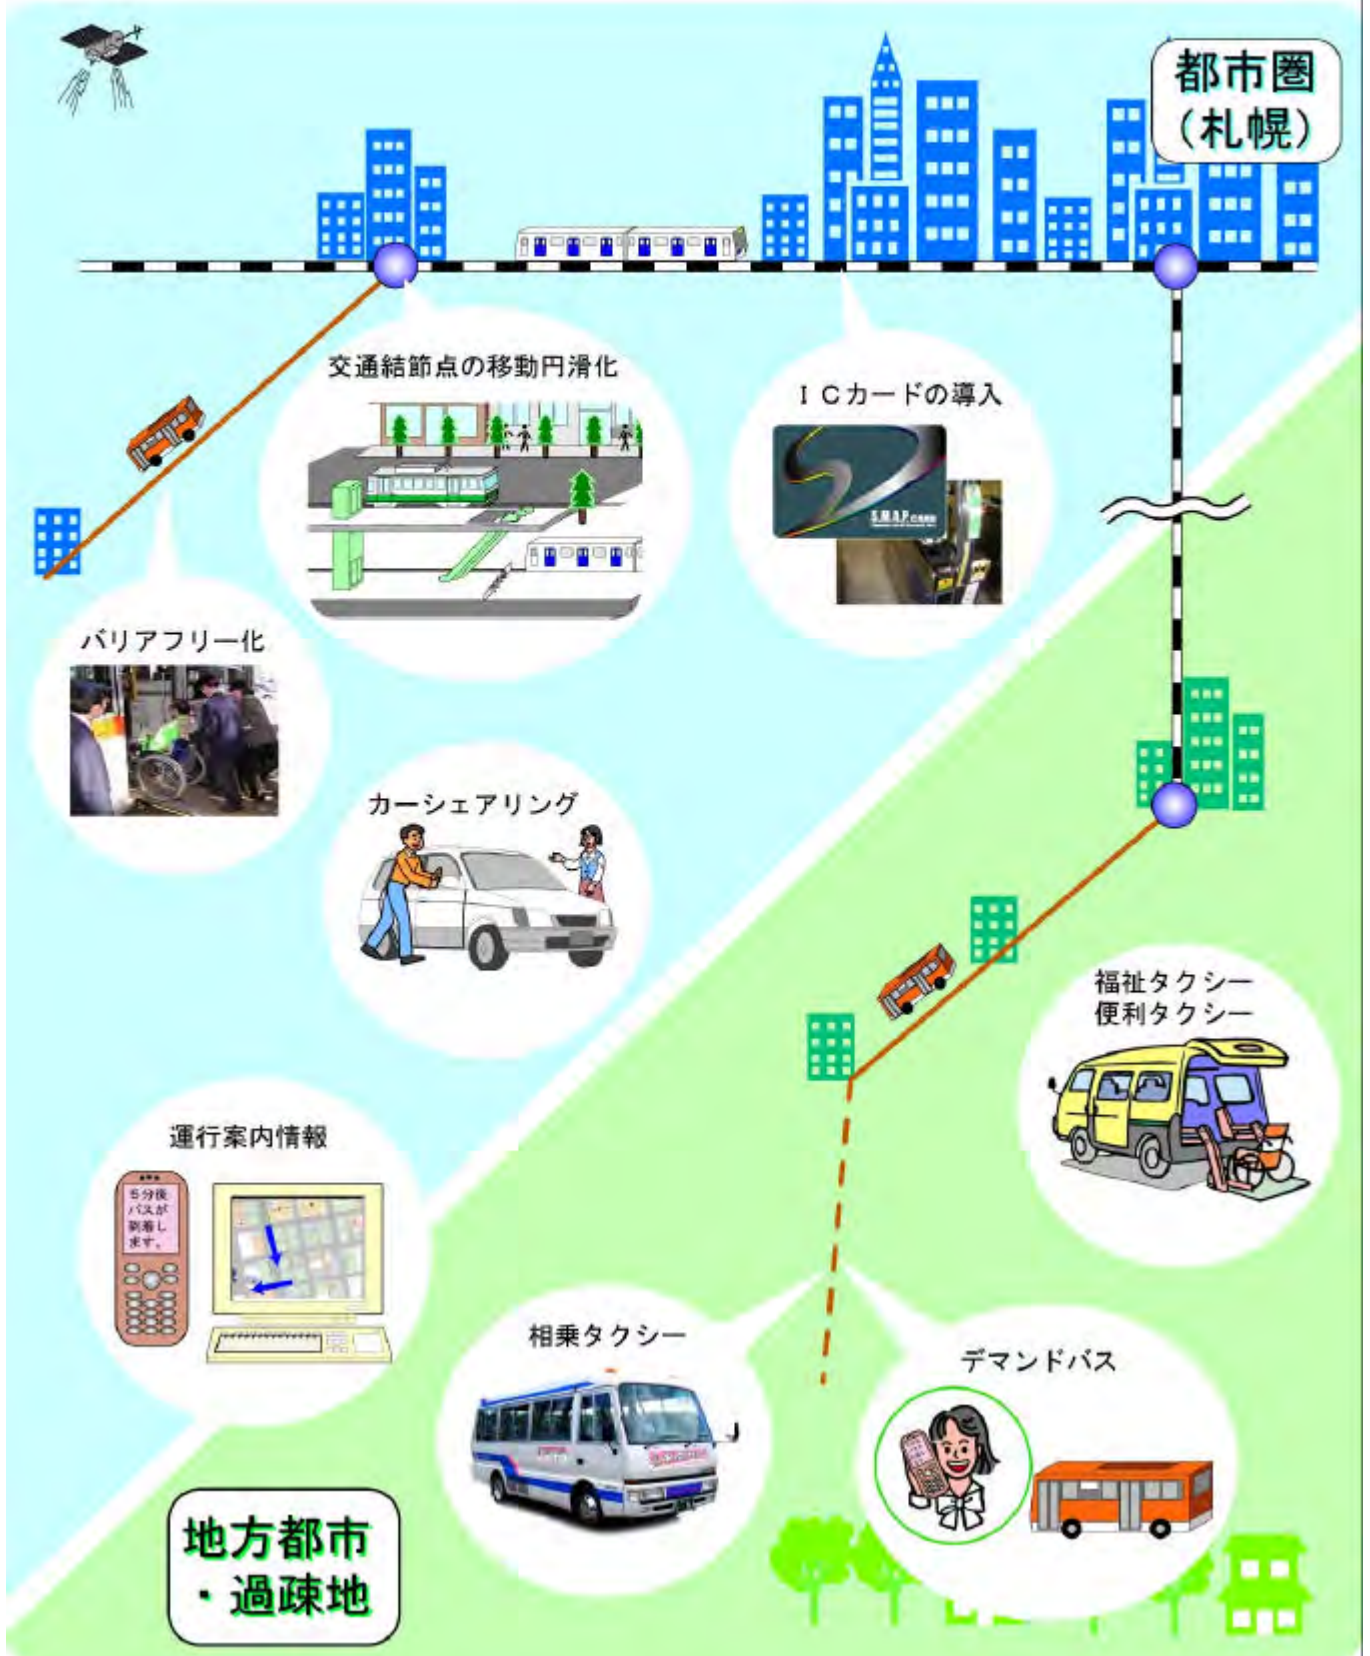 都市圏
（札幌）
交通結節点の移動円滑化
ＩＣカードの導入
S.M.A.P.
バリアフリー化
カーシェアリング
福祉タクシー
便利タクシー
運行案内情報
5分後
バスが
到着し
ます。
相乗タクシー
デマンドバス
地方都市
・過疎地